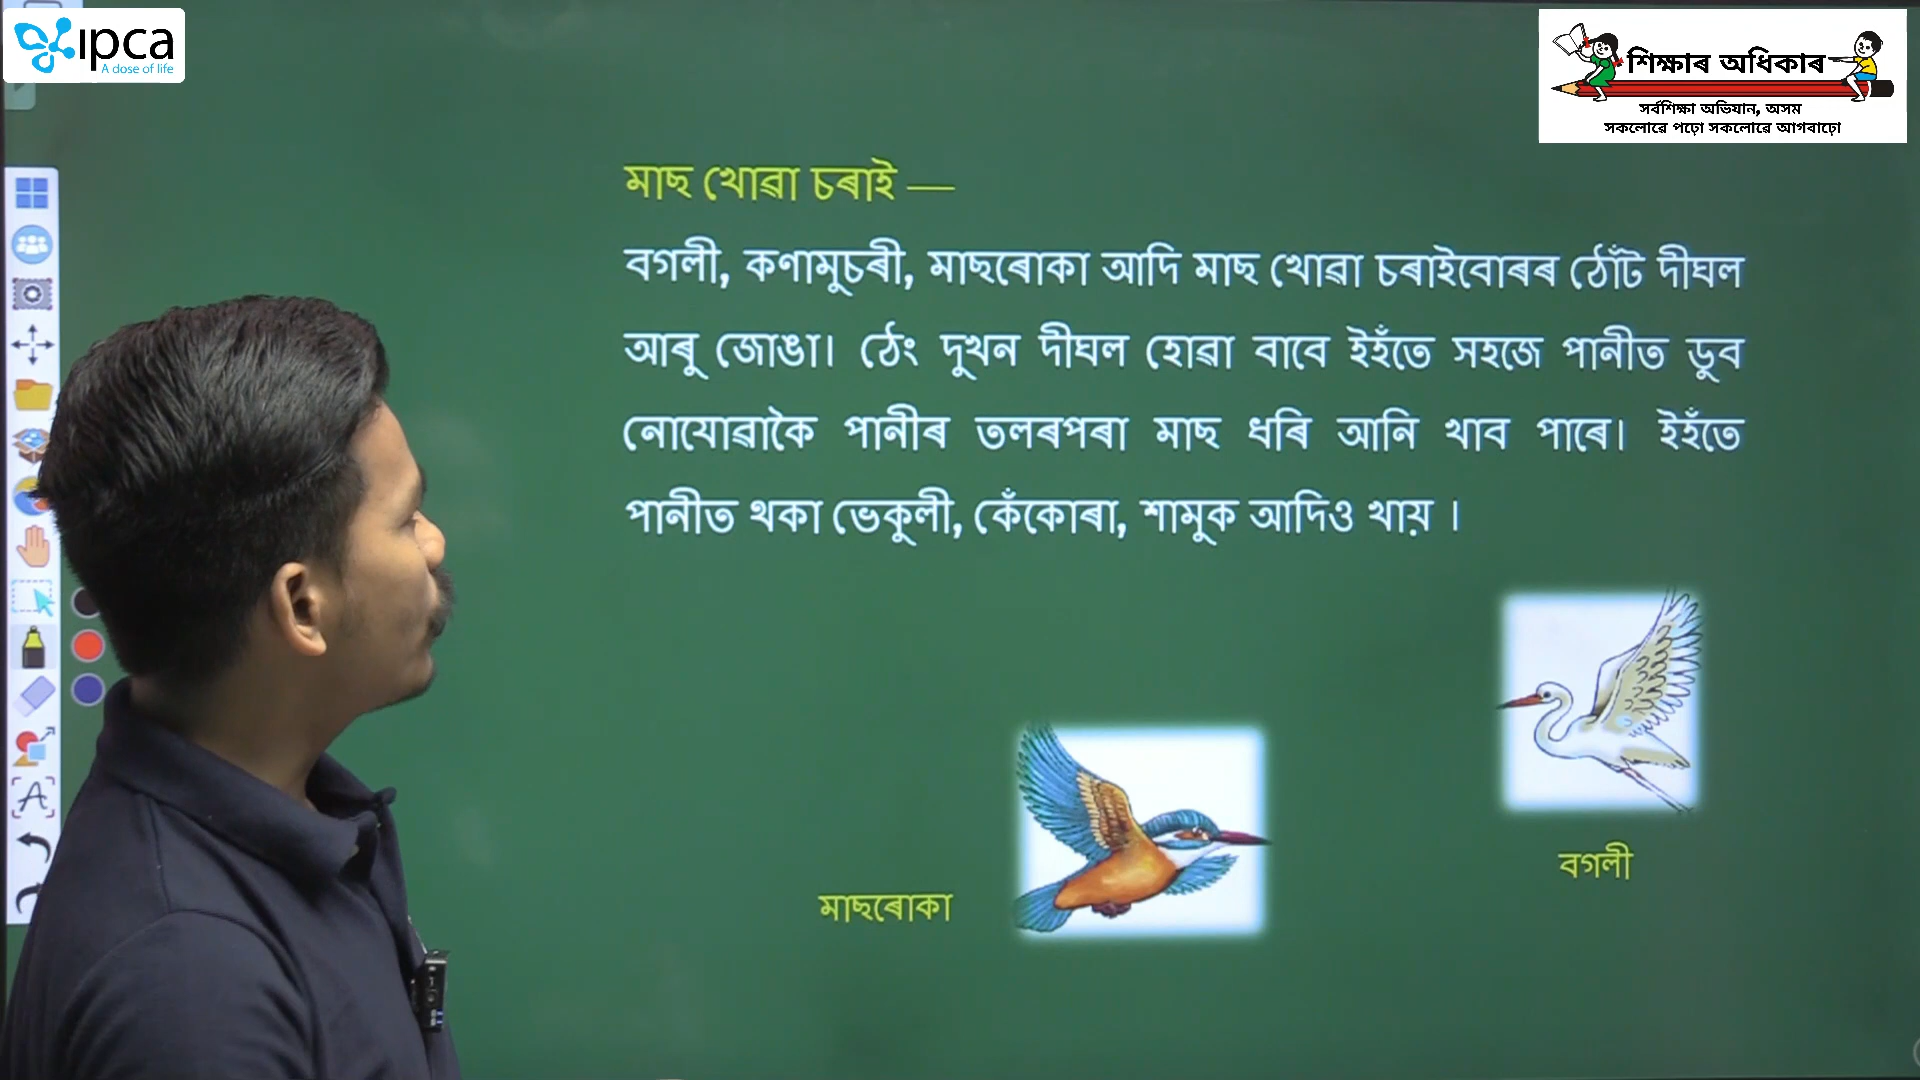 ipca
A dose of life
শিক্ষাৰ অধিকাৰ
সৰ্বশিক্ষা অভিযান, অসম
সকলোৱে পঢ়ো সকলোৱে আগবাঢ়ো
মাছ খোৱা চৰাই —
বগলী, কণামুচৰী, মাছৰোকা আদি মাছ খোৱা চৰাইবোৰৰ ঠোঁট দীঘল
আৰু জোঙা। ঠেং দুখন দীঘল হোৱা বাবে ইহঁতে সহজে পানীত ডুব
নোযোৱাকৈ পানীৰ তলৰপৰা মাছ ধৰি আনি খাব পাৰে। ইহঁতে
পানীত থকা ভেকুলী, কেঁকোৰা, শামুক আদিও খায় ।
বগলী
মাছৰোকা